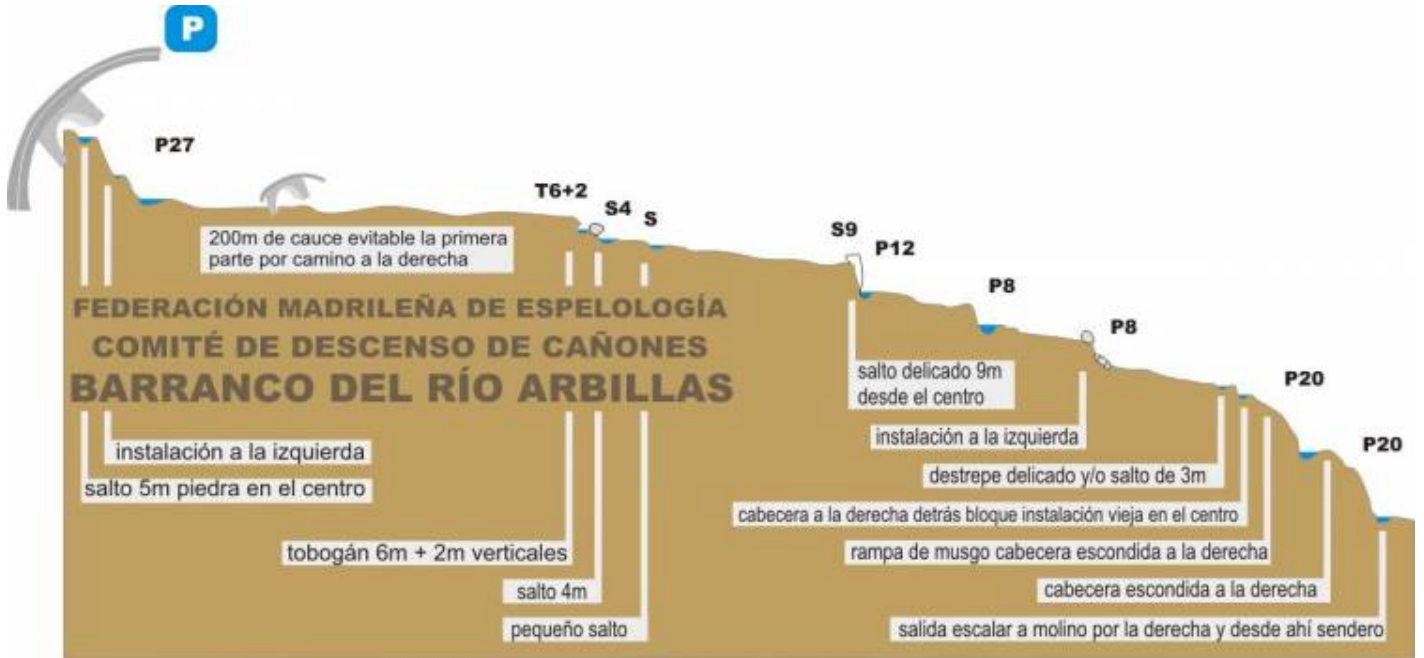 P
P27
T6+2
S4
S
S9
P12
P8
P8
P20
P20
200m de cauce evitable la primera
parte por camino a la derecha
FEDERACIÓN MADRILEÑA DE ESPELOLOGÍA
COMITÉ DE DESCENSO DE CAÑONES
BARRANCO DEL RÍO ARBILLAS
instalación a la izquierda
salto 5m piedra en el centro
tobogán 6m + 2m verticales
salto 4m
pequeño salto
salto delicado 9m
desde el centro
instalación a la izquierda
destrepe delicado y/o salto de 3m
cabecera a la derecha detrás bloque instalación vieja en el centro
rampa de musgo cabecera escondida a la derecha
cabecera escondida a la derecha
salida escalar a molino por la derecha y desde ahí sendero